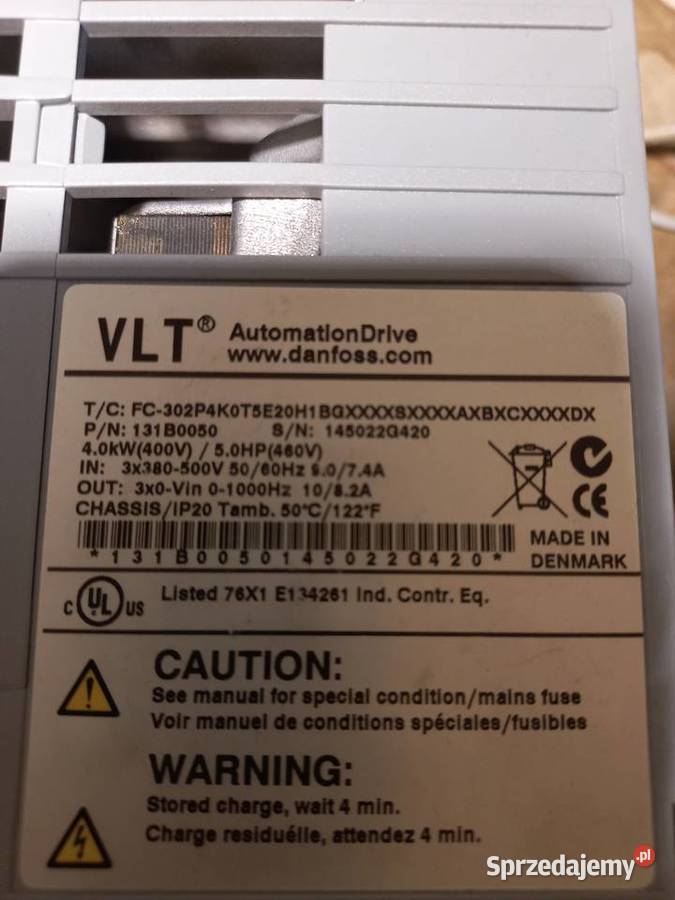 VLT® AutomationDrive
www.danfoss.com
T/C: FC-302P4K0T5E20H1BGXXXXSXXXXAXBXCXXXXDX
P/N: 131B0050 S/N: 145022G420
4.0kW(400V) / 5.0HP(460V)
IN: 3x380-500V 50/60Hz 9.0/7.4A
OUT: 3x0-Vin 0-1000Hz 10/8.2A
CHASSIS/IP20 Tamb. 50°C/122°F
*131B0050145022G420*
CE
MADE IN
DENMARK
C UL US Listed 76X1 E134261 Ind. Contr. Eq.
CAUTION:
See manual for special condition/mains fuse
Voir manuel de conditions spéciales/fusibles
WARNING:
Stored charge, wait 4 min.
Charge residuélle, attendez 4 min.
Sprzedajemy.pl